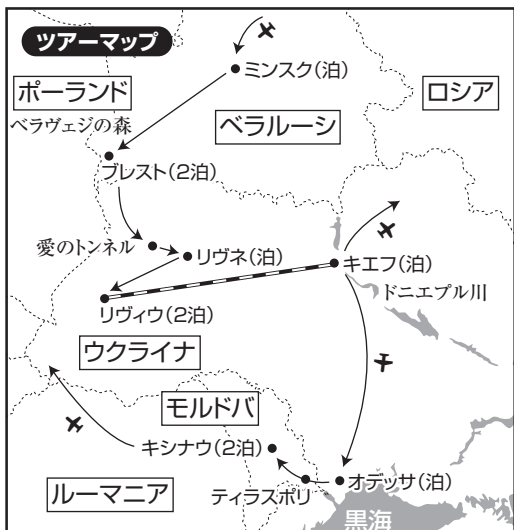 ツアーマップ
ミンスク(泊)
ポーランド
ロシア
ベラヴェジの森
ベラルーシ
ブレスト(2泊)
愛のトンネル
リヴネ(泊)
キエフ(泊)
ドニエプル川
リヴィウ(2泊)
ウクライナ
モルドバ
キシナウ(2泊)
ルーマニア
ティラスポリ
オデッサ(泊)
黒海